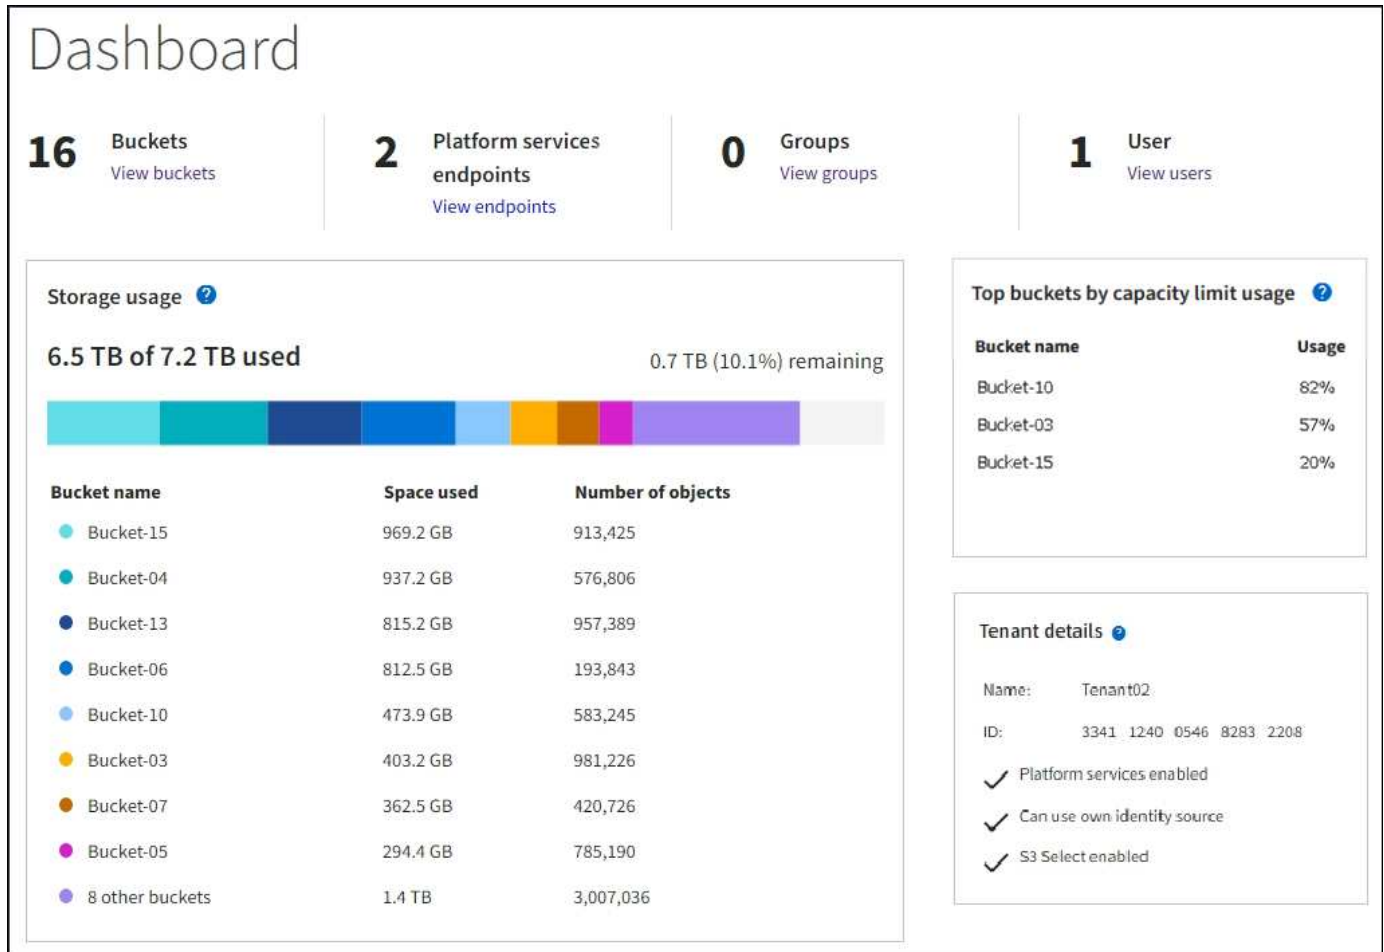 Dashboard
16 Buckets
View buckets
2 Platform services
endpoints
View endpoints
0 Groups
View groups
1 User
View users
Storage usage ?
6.5 TB of 7.2 TB used 0.7 TB (10.1%) remaining
Bucket name Space used Number of objects
Bucket-15 969.2 GB 913,425
Bucket-04 937.2 GB 576,806
Bucket-13 815.2 GB 957,389
Bucket-06 812.5 GB 193,843
Bucket-10 473.9 GB 583,245
Bucket-03 403.2 GB 981,226
Bucket-07 362.5 GB 420,726
Bucket-05 294.4 GB 785,190
8 other buckets 1.4 TB 3,007,036
Top buckets by capacity limit usage ?
Bucket name Usage
Bucket-10 82%
Bucket-03 57%
Bucket-15 20%
Tenant details ?
Name: Tenant02
ID: 3341 1240 0546 8283 2208
Platform services enabled
Can use own identity source
S3 Select enabled